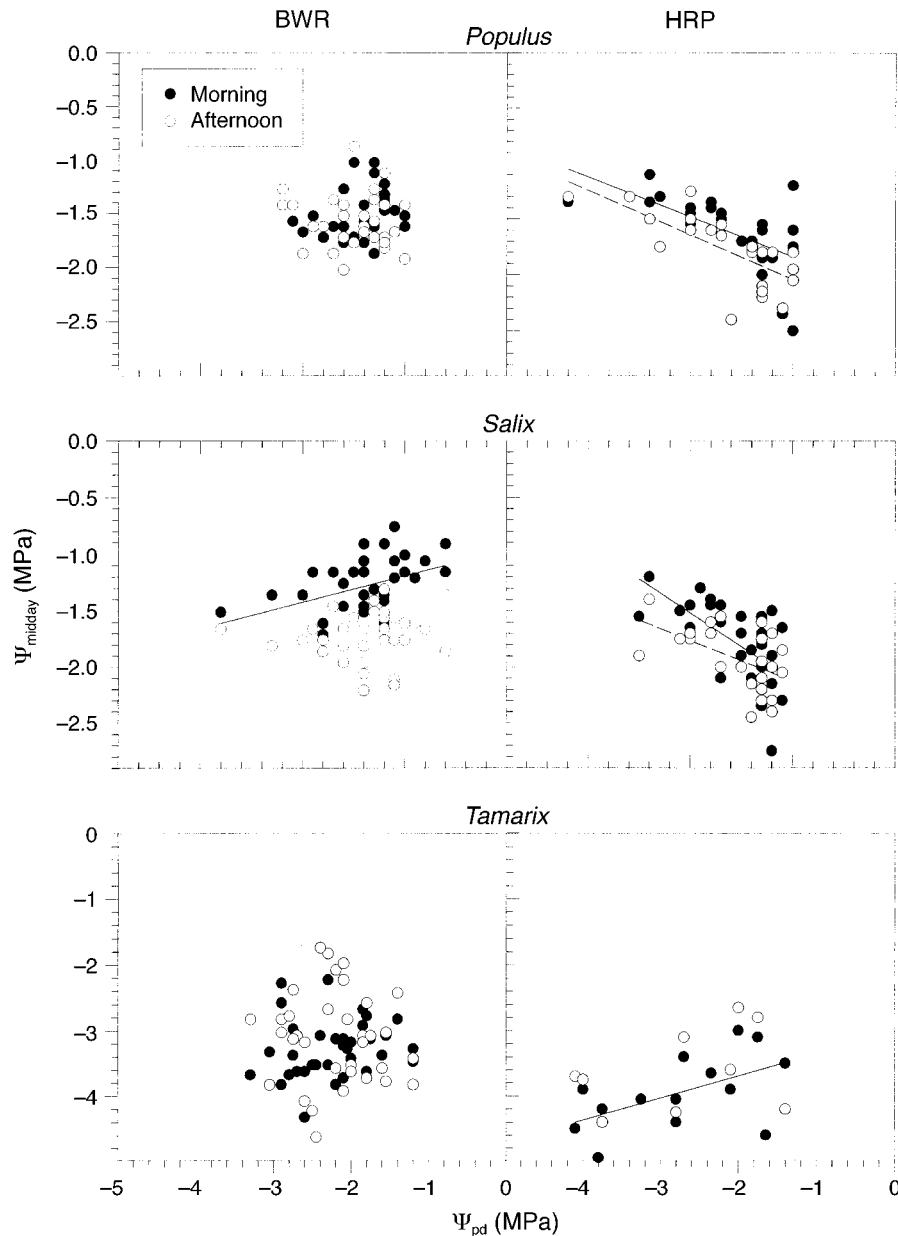 BWR HRP
Populus
0.0
Morning
Afternoon
−0.5
−1.0
−1.5
−2.0
−2.5
Salix
0.0
−0.5
−1.0
−1.5
−2.0
−2.5
Ψmidday (MPa)
Tamarix
0
−1
−2
−3
−4
−5 −4 −3 −2 −1 0 −4 −3 −2 −1 0
Ψpd (MPa)